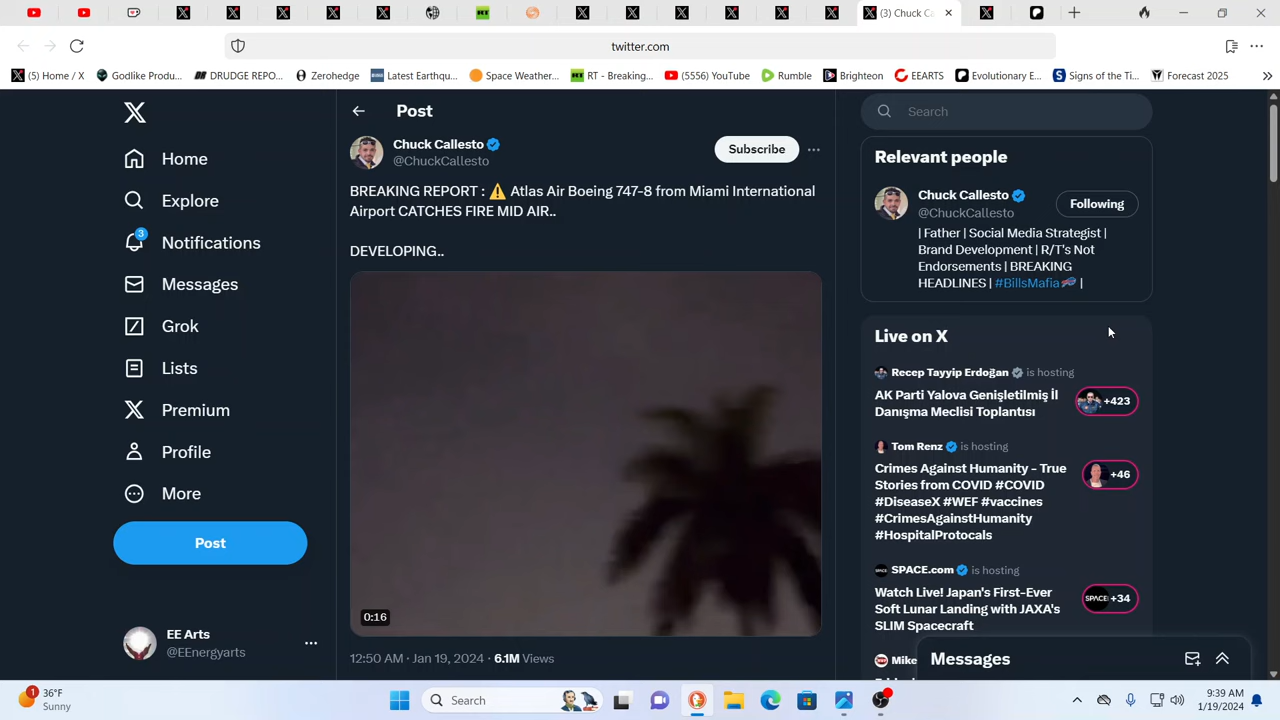 (3) Chuck Ca
twitter.com
(5) Home / X
Godlike Produ...
DRUDGE REPO...
Zerohedge
Latest Earthqu...
Space Weather...
RT - Breaking...
(5556) YouTube
Rumble
Brighteon
EEARTS
Evolutionary E...
Signs of the Ti...
Forecast 2025
Home
Explore
3
Notifications
Messages
Grok
Lists
Premium
Profile
More
Post
EE Arts
@EEnergyarts
Post
Chuck Callesto
@ChuckCallesto
Subscribe
BREAKING REPORT : ⚠️ Atlas Air Boeing 747-8 from Miami International
Airport CATCHES FIRE MID AIR..
DEVELOPING..
0:16
12:50 AM · Jan 19, 2024 · 6.1M Views
Search
Relevant people
Chuck Callesto
@ChuckCallesto
Following
| Father | Social Media Strategist |
Brand Development | R/T's Not
Endorsements | BREAKING
HEADLINES | #BillsMafia |
Live on X
Recep Tayyip Erdoğan is hosting
AK Parti Yalova Genişletilmiş İl
Danışma Meclisi Toplantısı
+423
Tom Renz is hosting
Crimes Against Humanity - True
Stories from COVID #COVID
#DiseaseX #WEF #vaccines
#CrimesAgainstHumanity
#HospitalProtocals
+46
SPACE.com is hosting
Watch Live! Japan's First-Ever
Soft Lunar Landing with JAXA's
SLIM Spacecraft
SPACE
+34
Mike
Messages
1
36°F
Sunny
Search
9:39 AM
1/19/2024